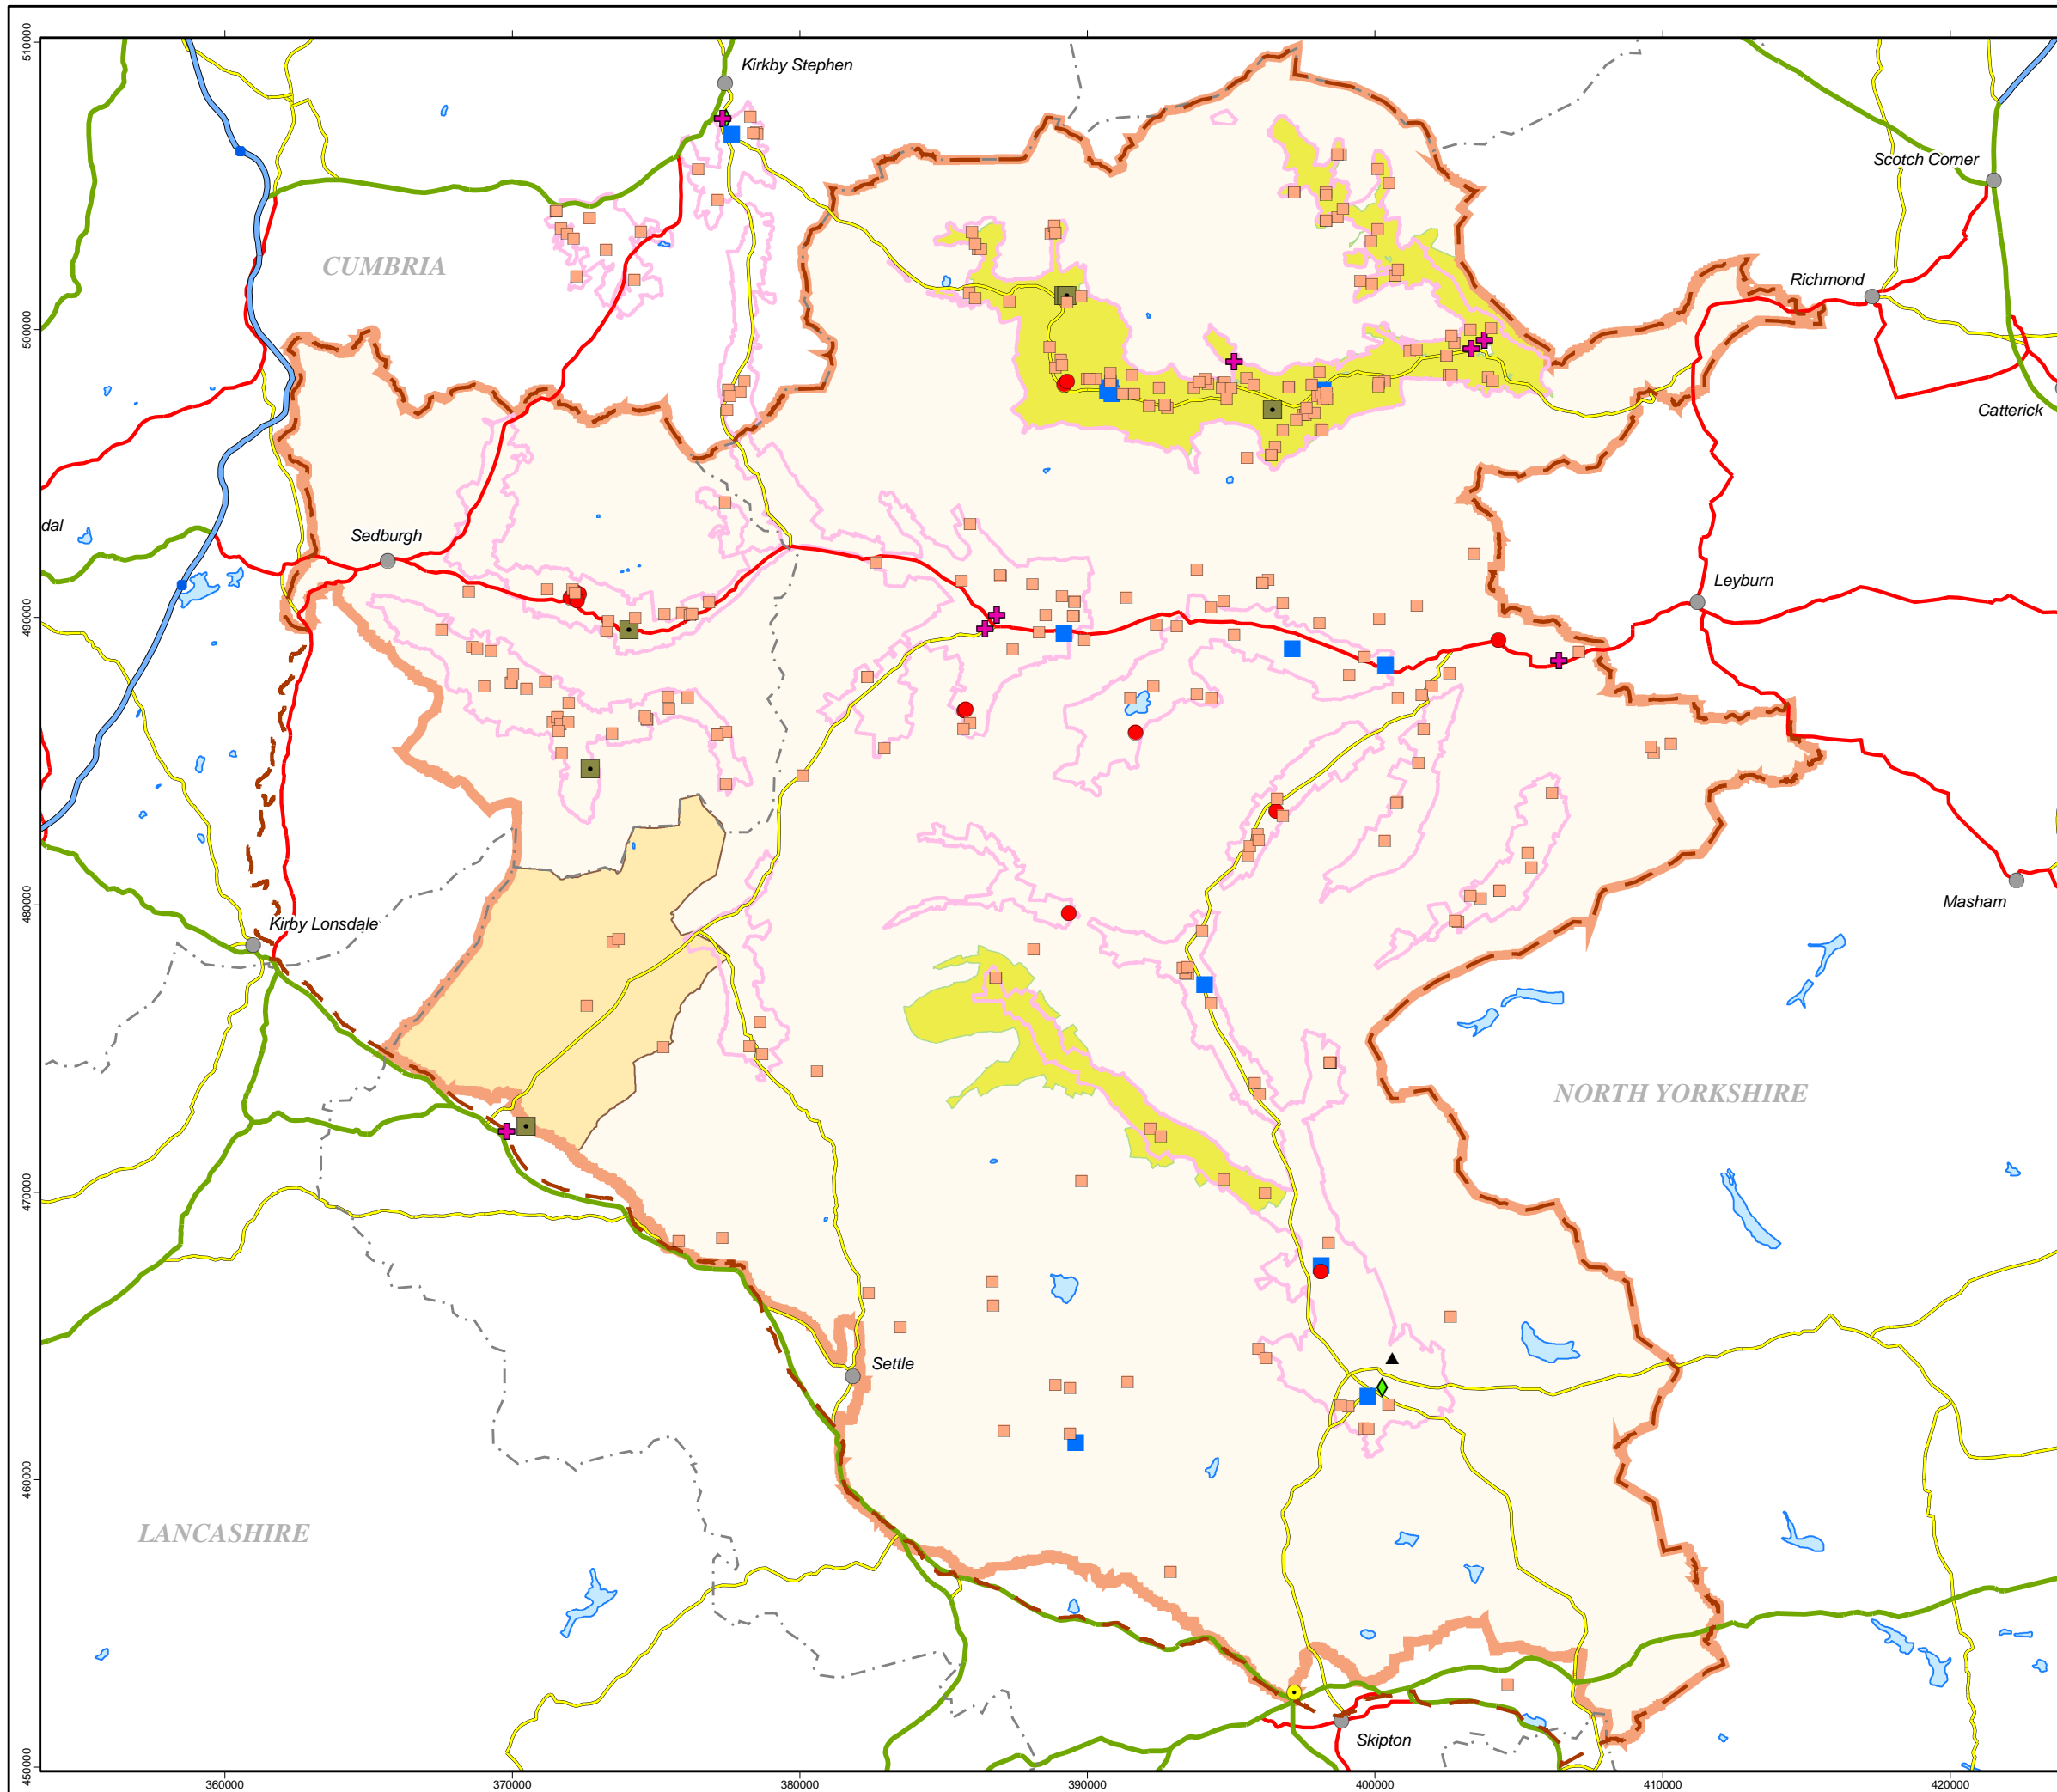 510000
Kirkby Stephen
Scotch Corner
CUMBRIA
Richmond
500000
Catterick
dal
Sedburgh
Leyburn
490000
Masham
480000
Kirby Lonsdale
NORTH YORKSHIRE
470000
Settle
460000
LANCASHIRE
Skipton
450000
360000 370000 380000 390000 400000 410000 420000